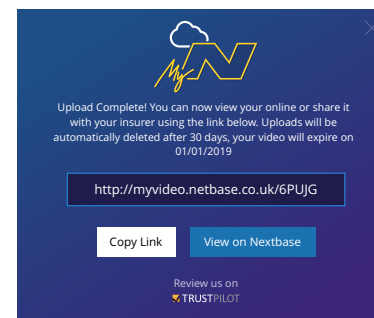 My N
Upload Complete! You can now view your online or share it
with your insurer using the link below. Uploads will be
automatically deleted after 30 days, your video will expire on
01/01/2019
http://myvideo.netbase.co.uk/6PUJG
Copy Link
View on Nextbase
Review us on
TRUSTPILOT